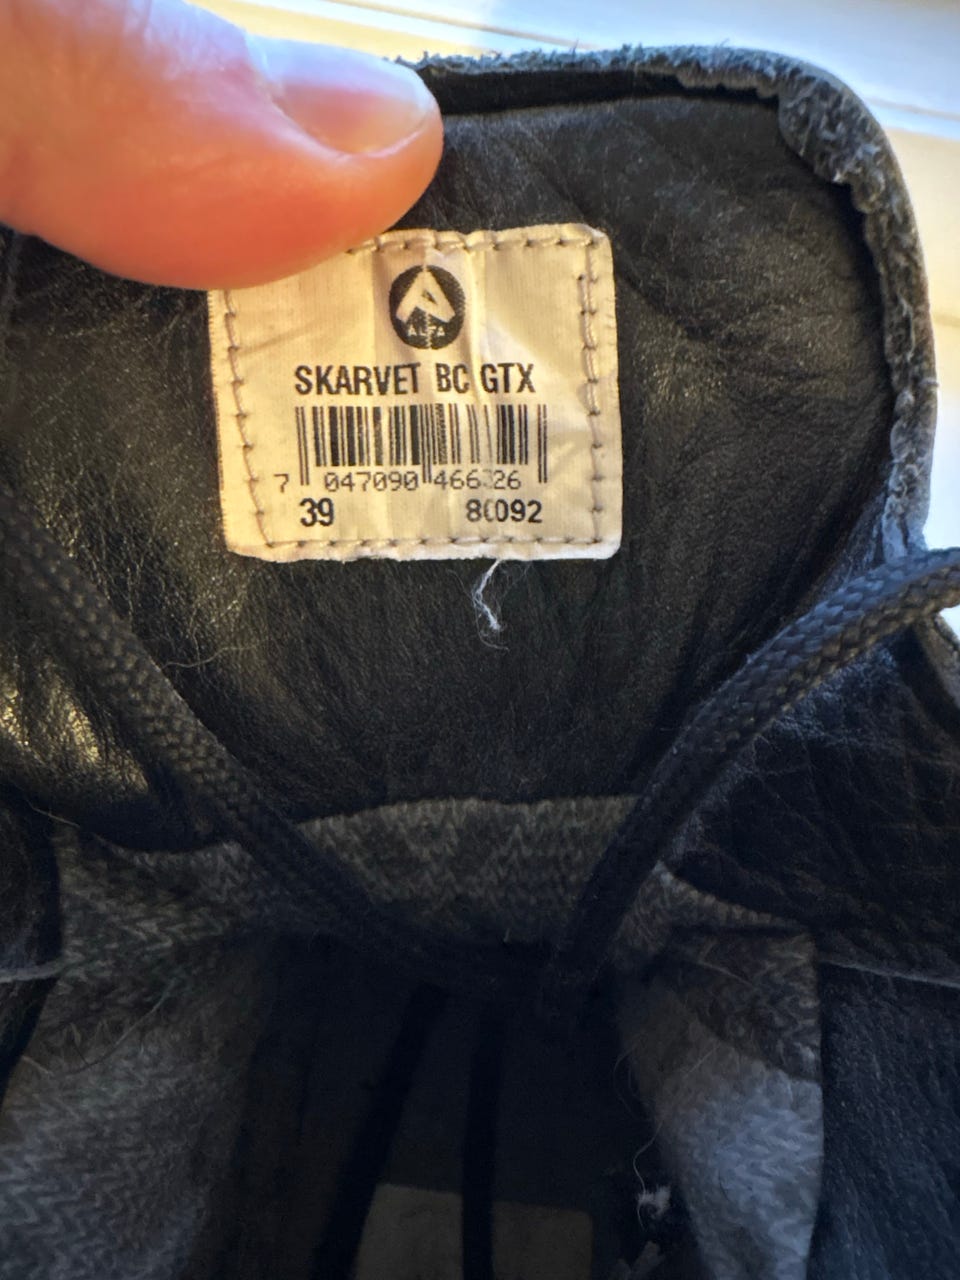 ALFA
SKARVET BC GTX
7 047090 466326
39 80092